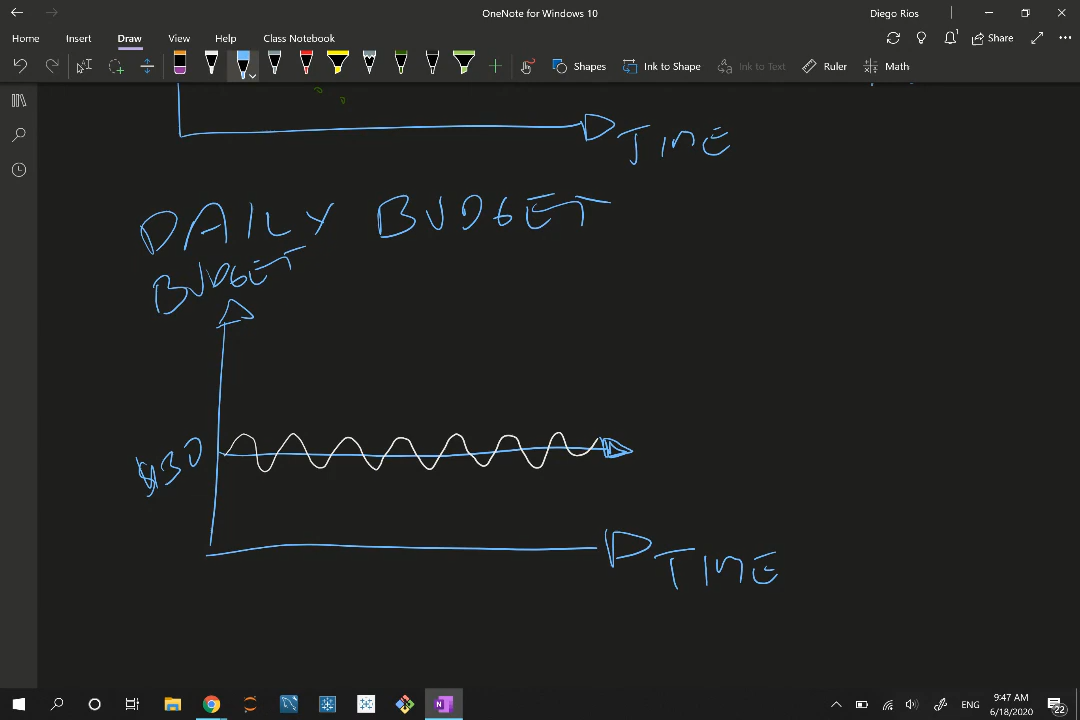 OneNote for Windows 10
Diego Rios
Home Insert Draw View Help Class Notebook
Share
Shapes
Ink to Shape
Ink to Text
Ruler
Math
TIME
DAILY BUDGET
BUDGET
$30
TIME
9:47 AM
ENG
6/18/2020
22